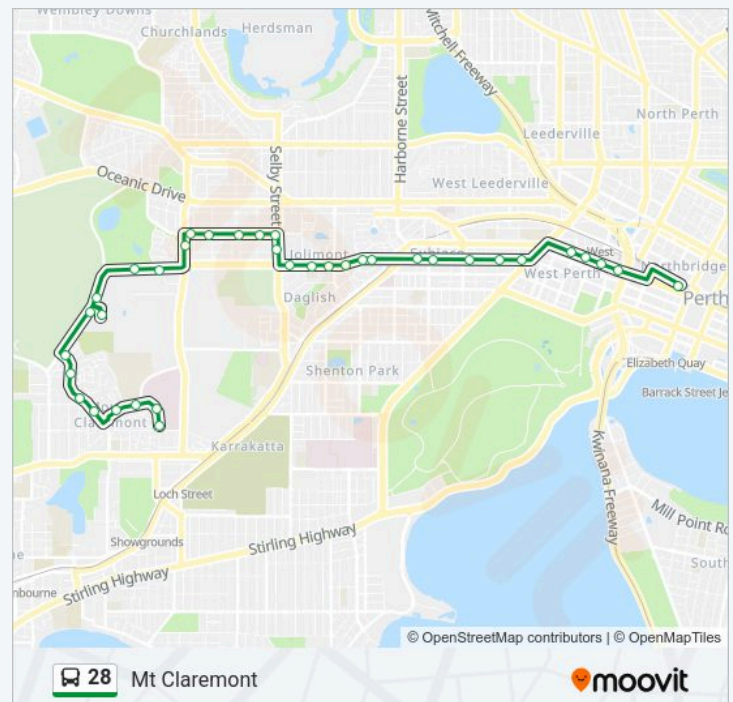 Wembley Downs
Churchlands
Herdsman
Mitchell Freeway
North Perth
Leederville
Harborne Street
Selby Street
Oceanic Drive
West Leederville
Jolimont
Subiaco
West
West Perth
Northbridge
Perth
Daglish
Shenton Park
Elizabeth Quay
Barrack Street Je
Claremont
Karrakatta
Kwinana Freeway
Loch Street
Mill Point Ro
Showgrounds
Stirling Highway
South
nbourne
Stirling Highway
© OpenStreetMap contributors | © OpenMapTiles
28 Mt Claremont
moovit